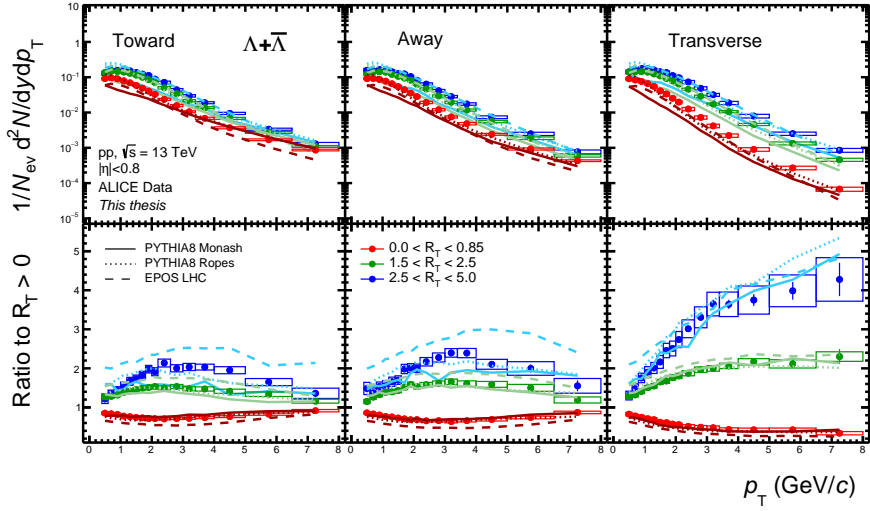 Toward Λ+Λ̅
Away
Transverse
1/N_ev d²N/dydp_T
10
1
10⁻¹
10⁻²
10⁻³
10⁻⁴
10⁻⁵
pp, √s = 13 TeV
|η|<0.8
ALICE Data
This thesis
Ratio to R_T > 0
5
4
3
2
1
PYTHIA8 Monash
PYTHIA8 Ropes
EPOS LHC
0.0 < R_T < 0.85
1.5 < R_T < 2.5
2.5 < R_T < 5.0
0 1 2 3 4 5 6 7 8
0 1 2 3 4 5 6 7 8
0 1 2 3 4 5 6 7 8
p_T (GeV/c)